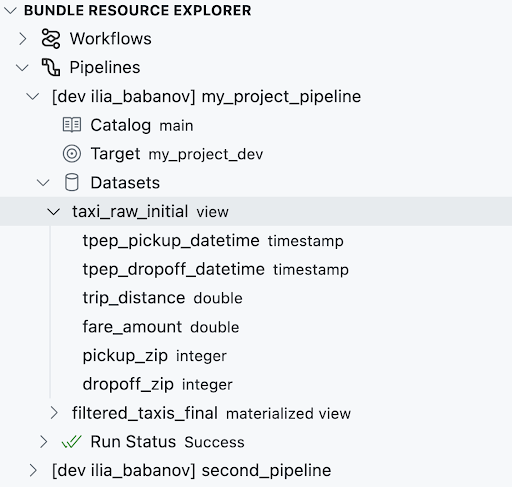 BUNDLE RESOURCE EXPLORER
Workflows
Pipelines
[dev ilia_babanov] my_project_pipeline
Catalog main
Target my_project_dev
Datasets
taxi_raw_initial view
tpep_pickup_datetime timestamp
tpep_dropoff_datetime timestamp
trip_distance double
fare_amount double
pickup_zip integer
dropoff_zip integer
filtered_taxis_final materialized view
Run Status Success
[dev ilia_babanov] second_pipeline